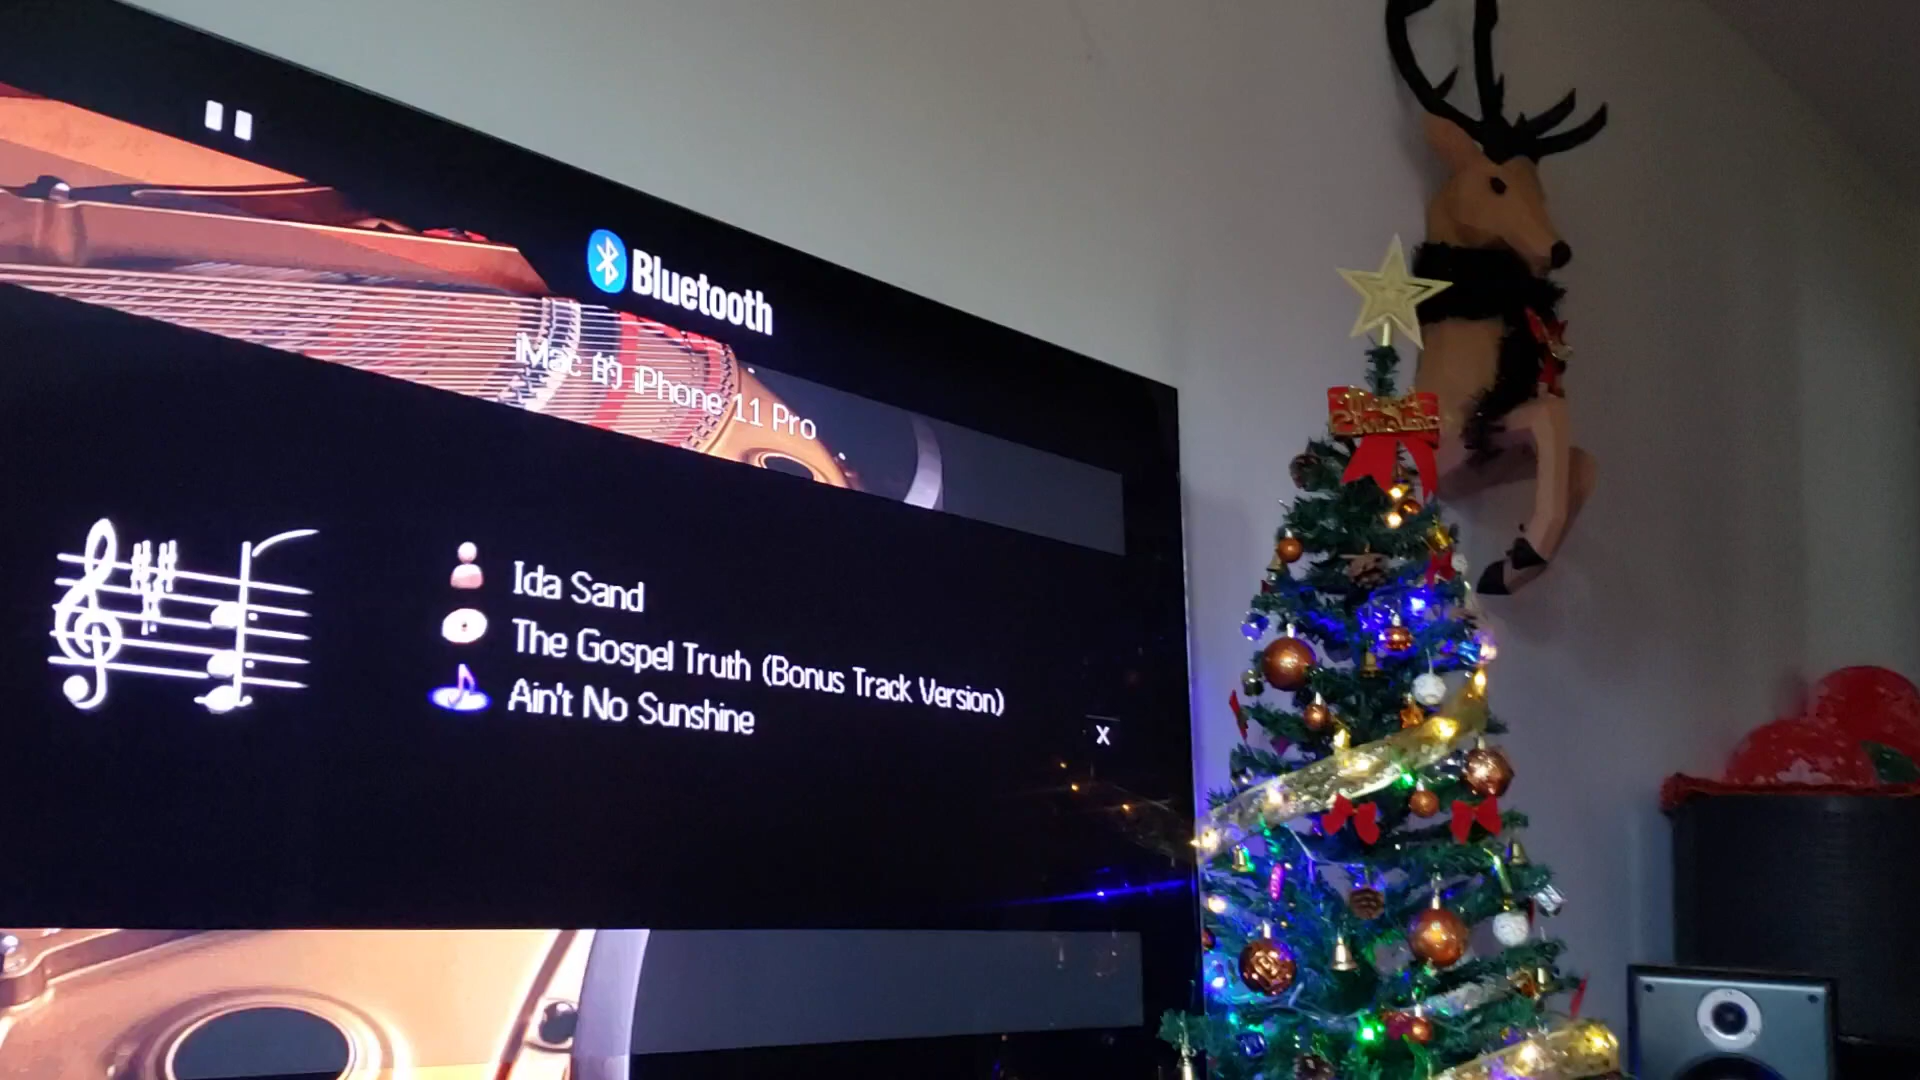 Bluetooth
iMac 的 iPhone 11 Pro
Ida Sand
The Gospel Truth (Bonus Track Version)
Ain't No Sunshine
X